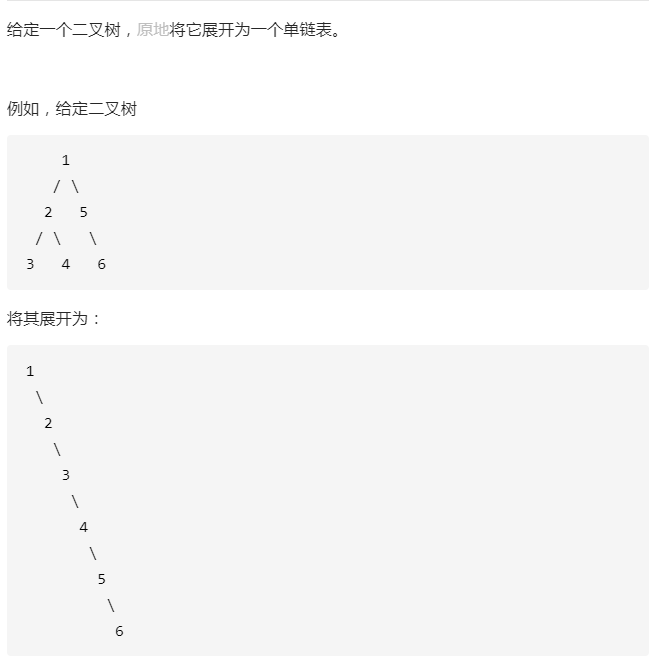 给定一个二叉树，原地将它展开为一个单链表。
例如，给定二叉树
    1
   / \
  2   5
 / \   \
3   4   6
将其展开为：
1
 \
  2
   \
    3
     \
      4
       \
        5
         \
          6